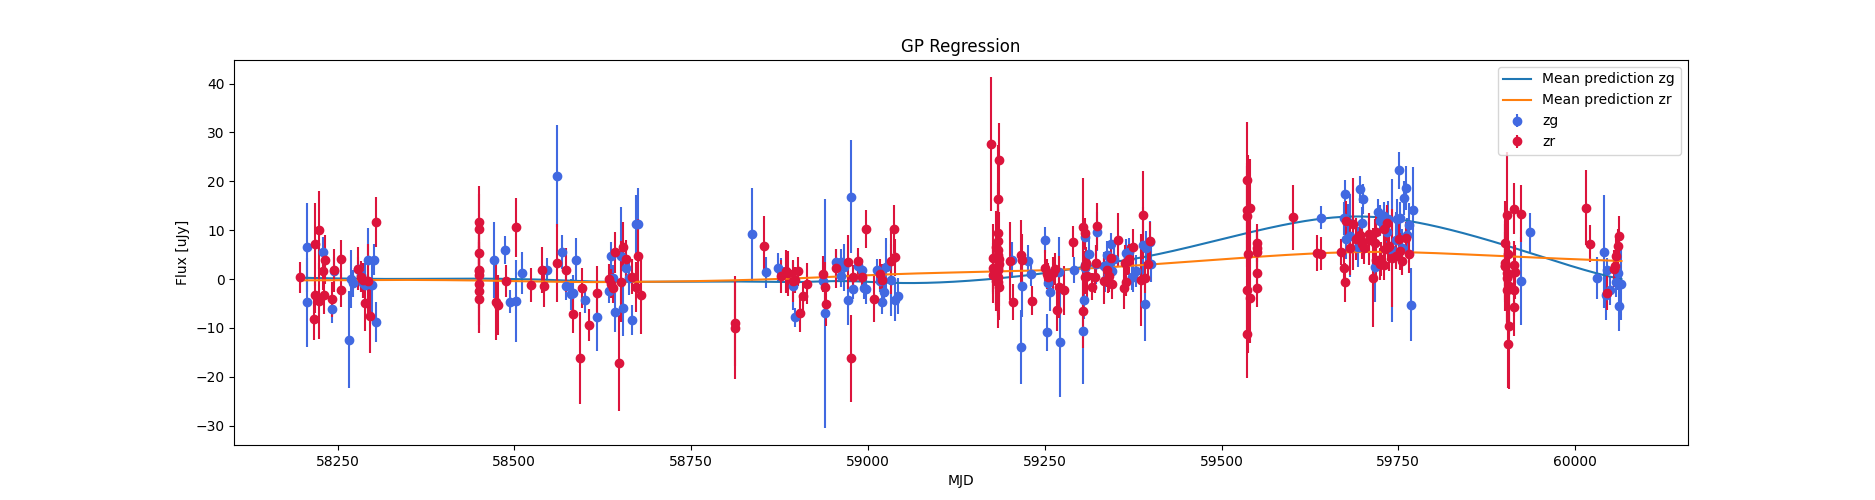 GP Regression
Mean prediction zg
Mean prediction zr
zg
zr
Flux [uJy]
40
30
20
10
0
−10
−20
−30
58250
58500
58750
59000
59250
59500
59750
60000
MJD